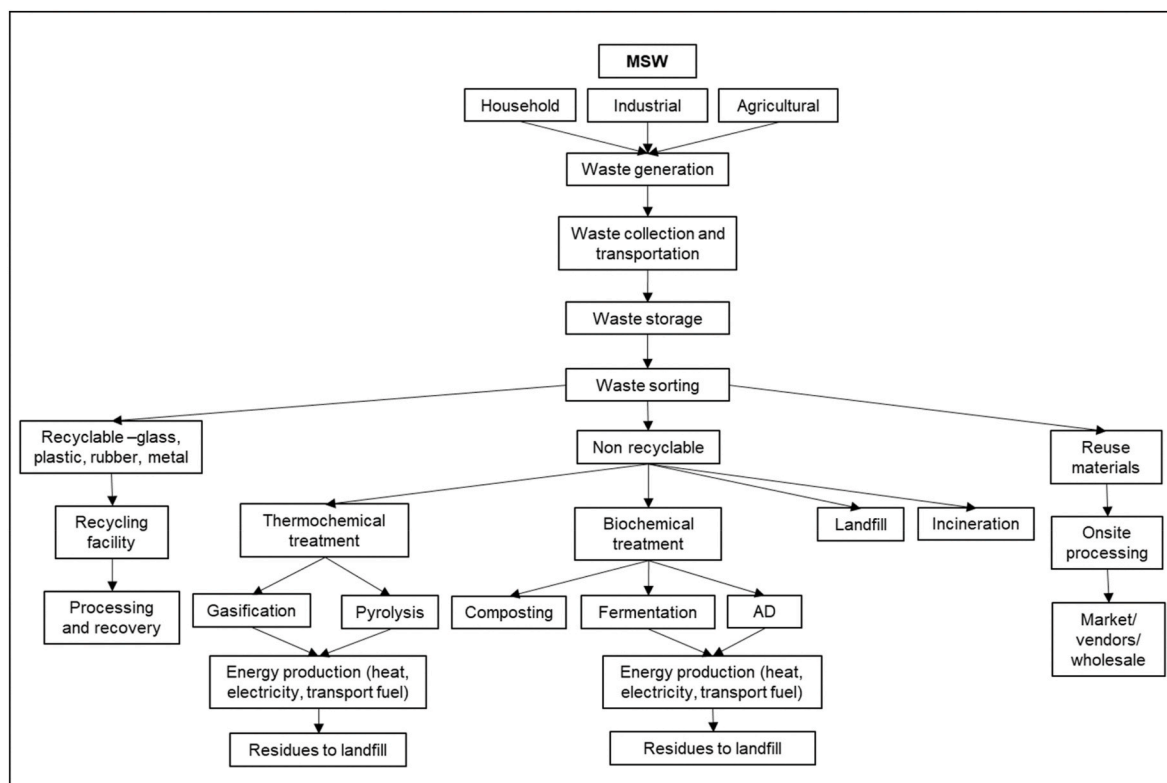 MSW
Household
Industrial
Agricultural
Waste generation
Waste collection and
transportation
Waste storage
Waste sorting
Recyclable –glass,
plastic, rubber, metal
Non recyclable
Reuse
materials
Recycling
facility
Thermochemical
treatment
Biochemical
treatment
Landfill
Incineration
Onsite
processing
Processing
and recovery
Gasification
Pyrolysis
Composting
Fermentation
AD
Market/
vendors/
wholesale
Energy production (heat,
electricity, transport fuel)
Energy production (heat,
electricity, transport fuel)
Residues to landfill
Residues to landfill